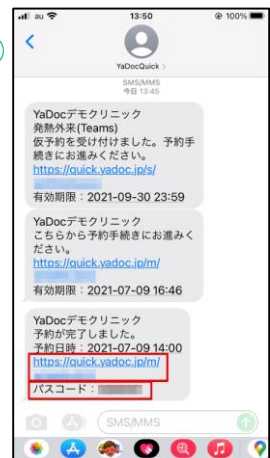 au
13:50
100%
YaDocQuick
SMS/MMS
今日 13:45
YaDocデモクリニック
発熱外来(Teams)
仮予約を受け付けました。予約手
続きにお進みください。
https://quick.yadoc.jp/s/
有効期限：2021-09-30 23:59
YaDocデモクリニック
こちらから予約手続きにお進みく
ださい。
https://quick.yadoc.jp/m/
有効期限：2021-07-09 16:46
YaDocデモクリニック
予約が完了しました。
予約日時：2021-07-09 14:00
https://quick.yadoc.jp/m/
パスコード：
SMS/MMS